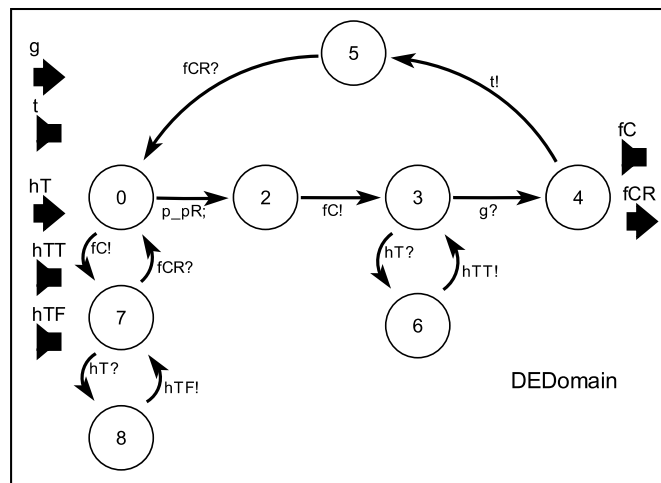 g
5
fCR?
t!
t
fC
hT
0
p_pR;
2
fC!
3
g?
4
fCR
hTT
fC!
fCR?
hT?
hTT!
hTF
7
6
hT?
hTF!
DEDomain
8